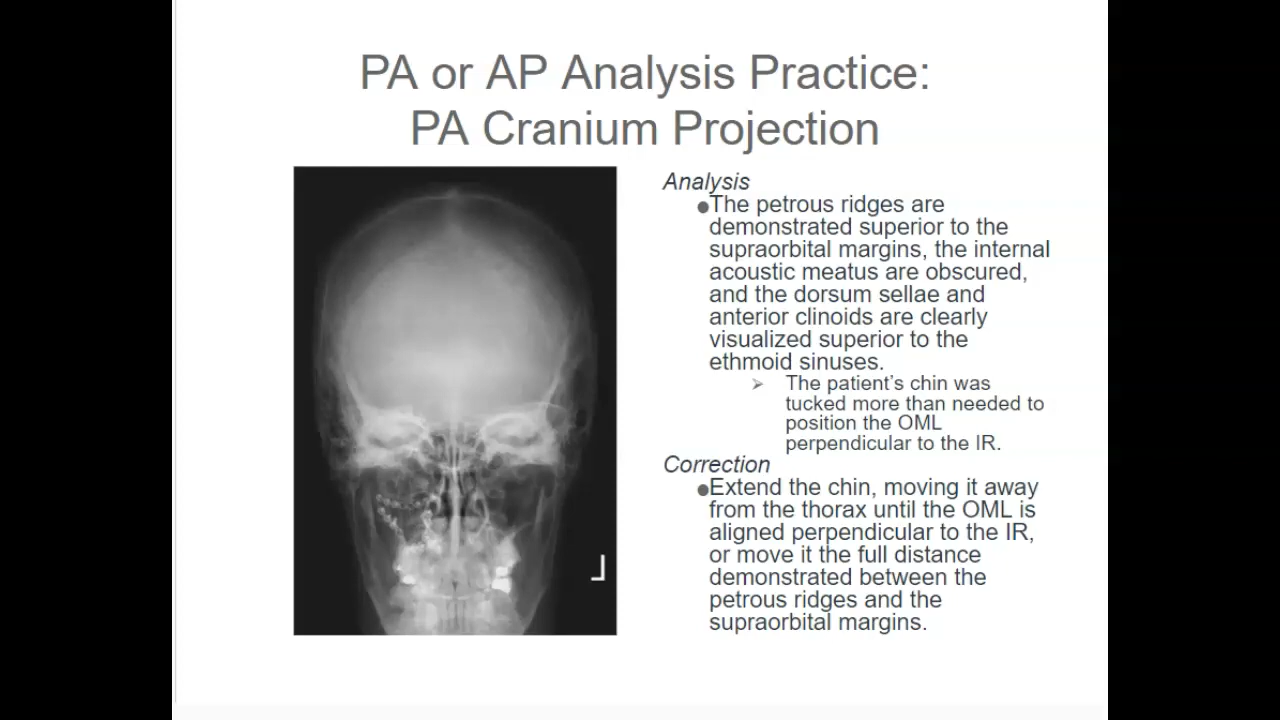 PA or AP Analysis Practice:
PA Cranium Projection
Analysis
●The petrous ridges are
demonstrated superior to the
supraorbital margins, the internal
acoustic meatus are obscured,
and the dorsum sellae and
anterior clinoids are clearly
visualized superior to the
ethmoid sinuses.
➢ The patient’s chin was
tucked more than needed to
position the OML
perpendicular to the IR.
Correction
●Extend the chin, moving it away
from the thorax until the OML is
aligned perpendicular to the IR,
or move it the full distance
demonstrated between the
petrous ridges and the
supraorbital margins.